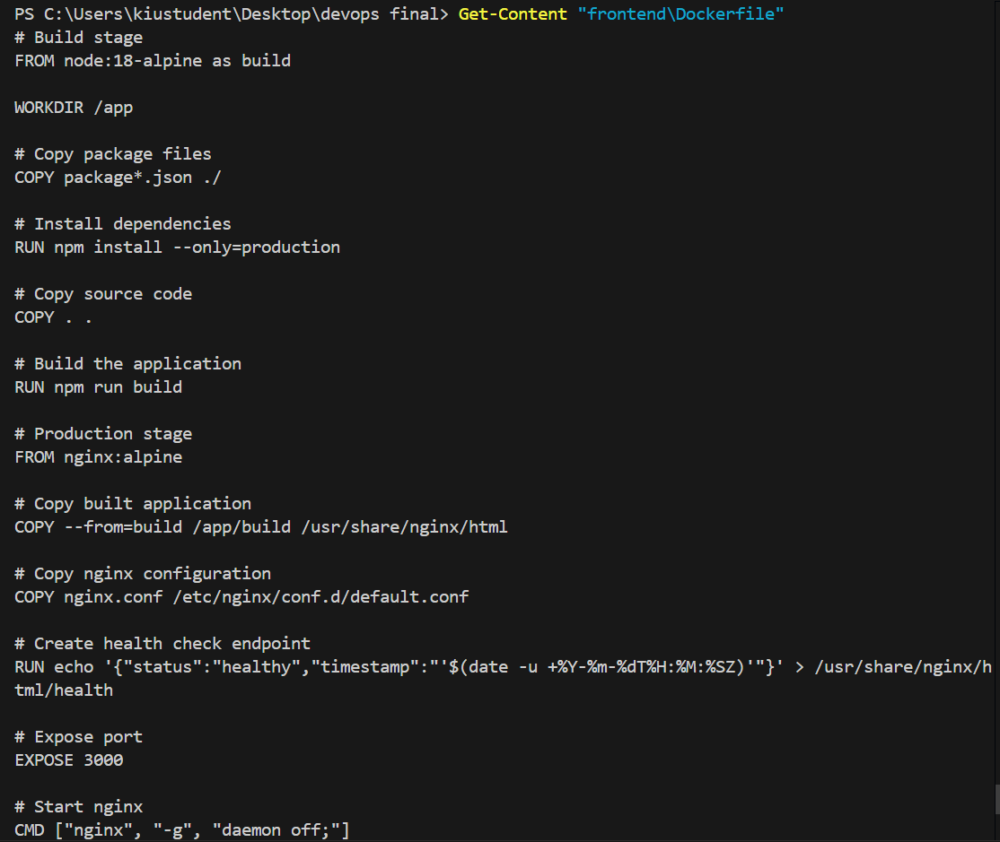 PS C:\Users\kiustudent\Desktop\devops final> Get-Content "frontend\Dockerfile"
# Build stage
FROM node:18-alpine as build
WORKDIR /app
# Copy package files
COPY package*.json ./
# Install dependencies
RUN npm install --only=production
# Copy source code
COPY . .
# Build the application
RUN npm run build
# Production stage
FROM nginx:alpine
# Copy built application
COPY --from=build /app/build /usr/share/nginx/html
# Copy nginx configuration
COPY nginx.conf /etc/nginx/conf.d/default.conf
# Create health check endpoint
RUN echo '{"status":"healthy","timestamp":"'$(date -u +%Y-%m-%dT%H:%M:%SZ)'"}' > /usr/share/nginx/h
tml/health
# Expose port
EXPOSE 3000
# Start nginx
CMD ["nginx", "-g", "daemon off;"]